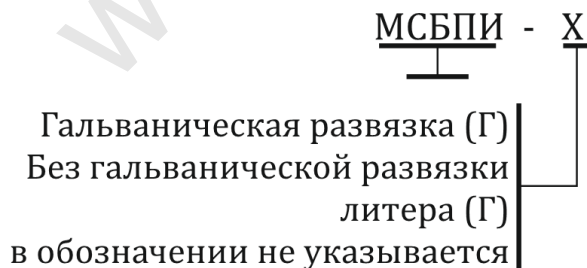 МСБПИ - Х
Гальваническая развязка (Г)
Без гальванической развязки
литера (Г)
в обозначении не указывается